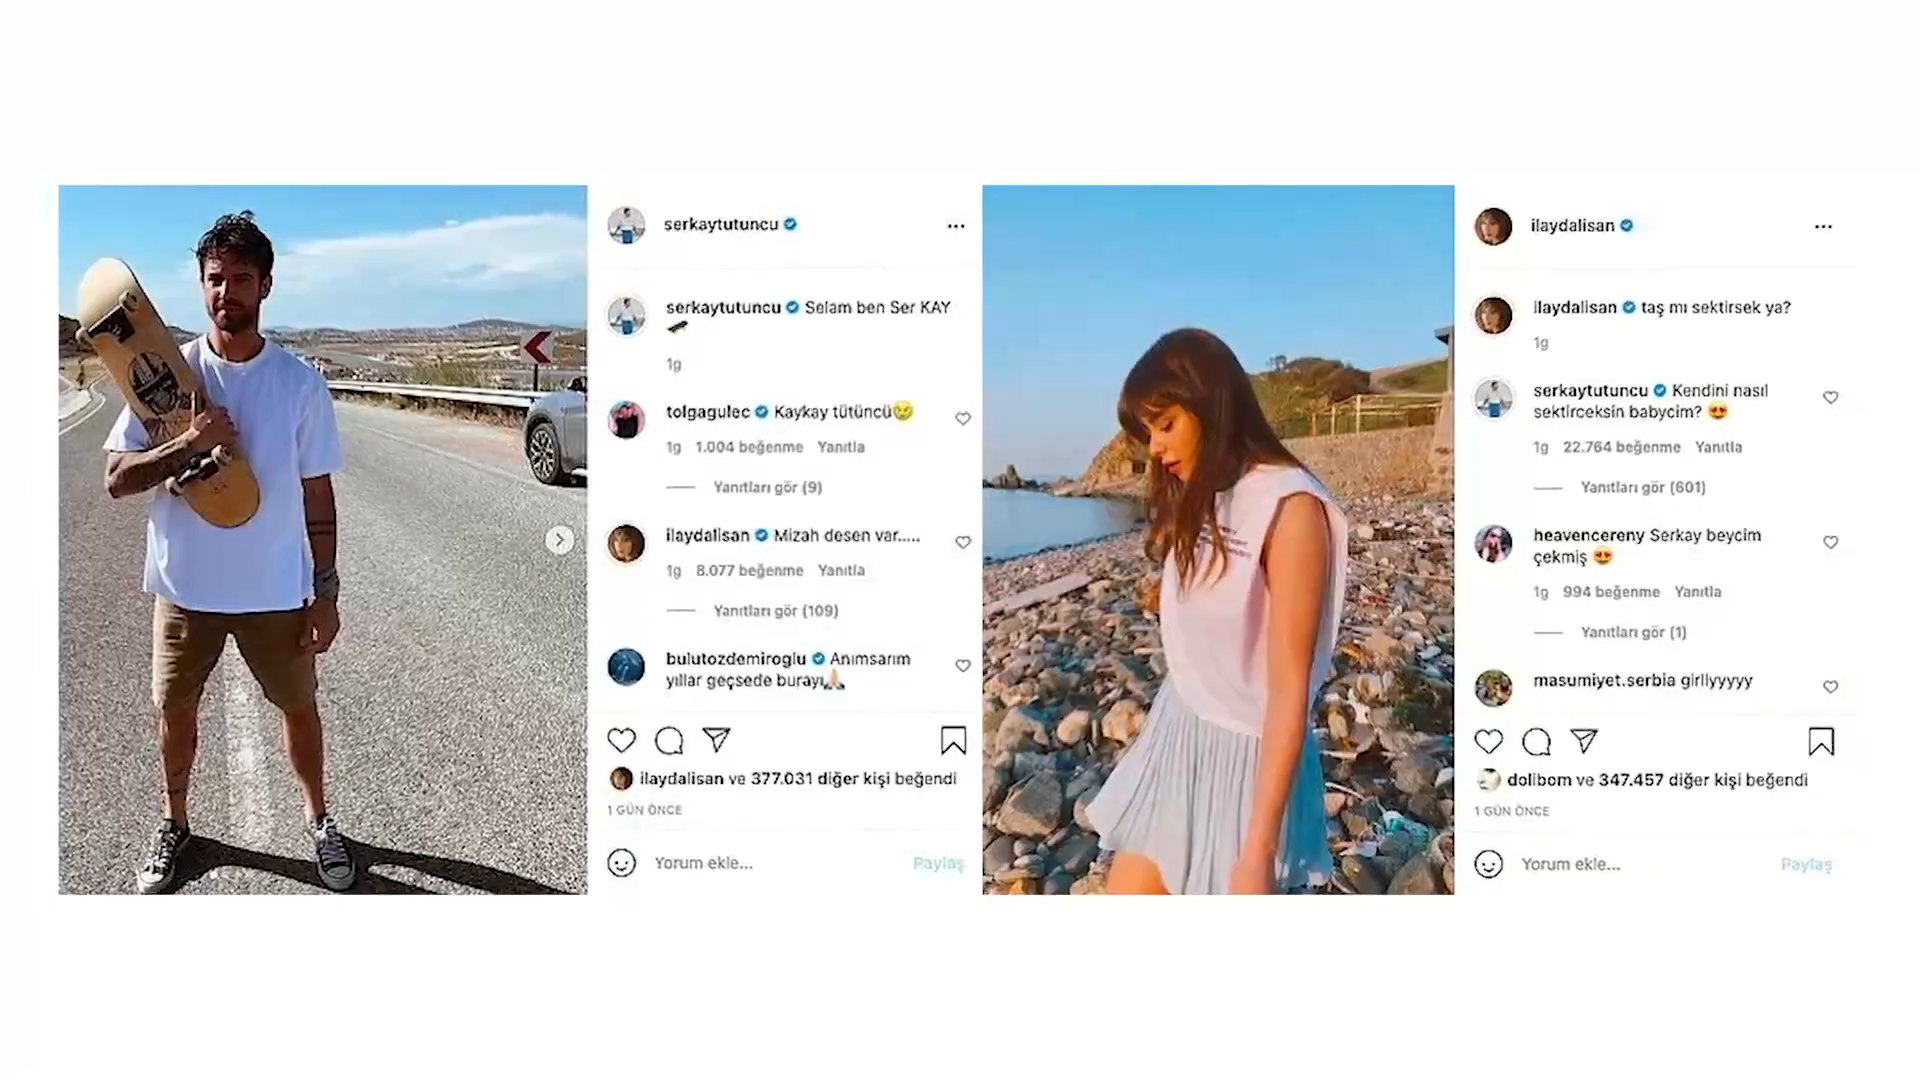 serkaytutuncu
serkaytutuncu Selam ben Ser KAY
1g
tolgagulec Kaykay tütüncü
1g 1.004 beğenme Yanıtla
Yanıtları gör (9)
ilaydalisan Mizah desen var.....
1g 8.077 beğenme Yanıtla
Yanıtları gör (109)
bulutozdemiroglu Anımsarım
yıllar geçsede burayı
ilaydalisan ve 377.031 diğer kişi beğendi
1 GÜN ÖNCE
Yorum ekle...
Paylaş
ilaydalisan
ilaydalisan taş mı sektirsek ya?
1g
serkaytutuncu Kendini nasıl
sektirceksin babycim?
1g 22.764 beğenme Yanıtla
Yanıtları gör (601)
heavencereny Serkay beycim
çekmiş
1g 994 beğenme Yanıtla
Yanıtları gör (1)
masumiyet.serbia girllyyyyy
dolibom ve 347.457 diğer kişi beğendi
1 GÜN ÖNCE
Yorum ekle...
Paylaş